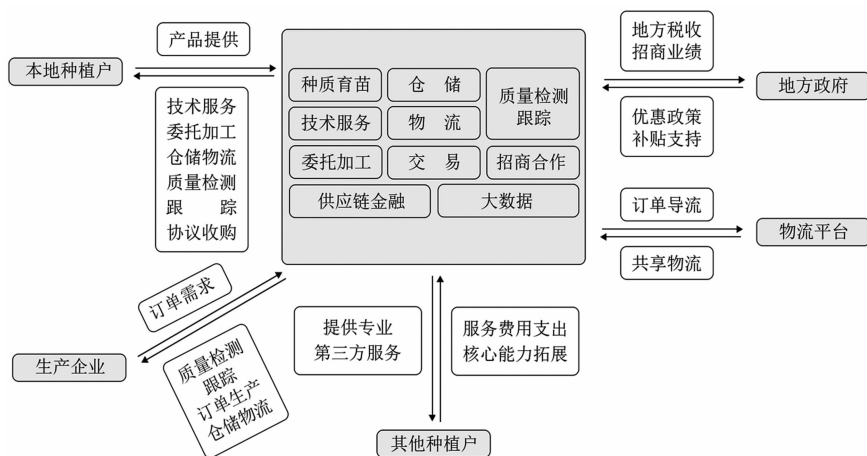 产品提供
本地种植户
技术服务
委托加工
仓储物流
质量检测
跟 踪
协议收购
种质育苗
仓 储
质量检测
跟踪
技术服务
物 流
委托加工
交 易
招商合作
供应链金融
大数据
地方税收
招商业绩
地方政府
优惠政策
补贴支持
订单导流
物流平台
共享物流
订单需求
生产企业
质量检测
跟踪
订单生产
仓储物流
提供专业
第三方服务
服务费用支出
核心能力拓展
其他种植户